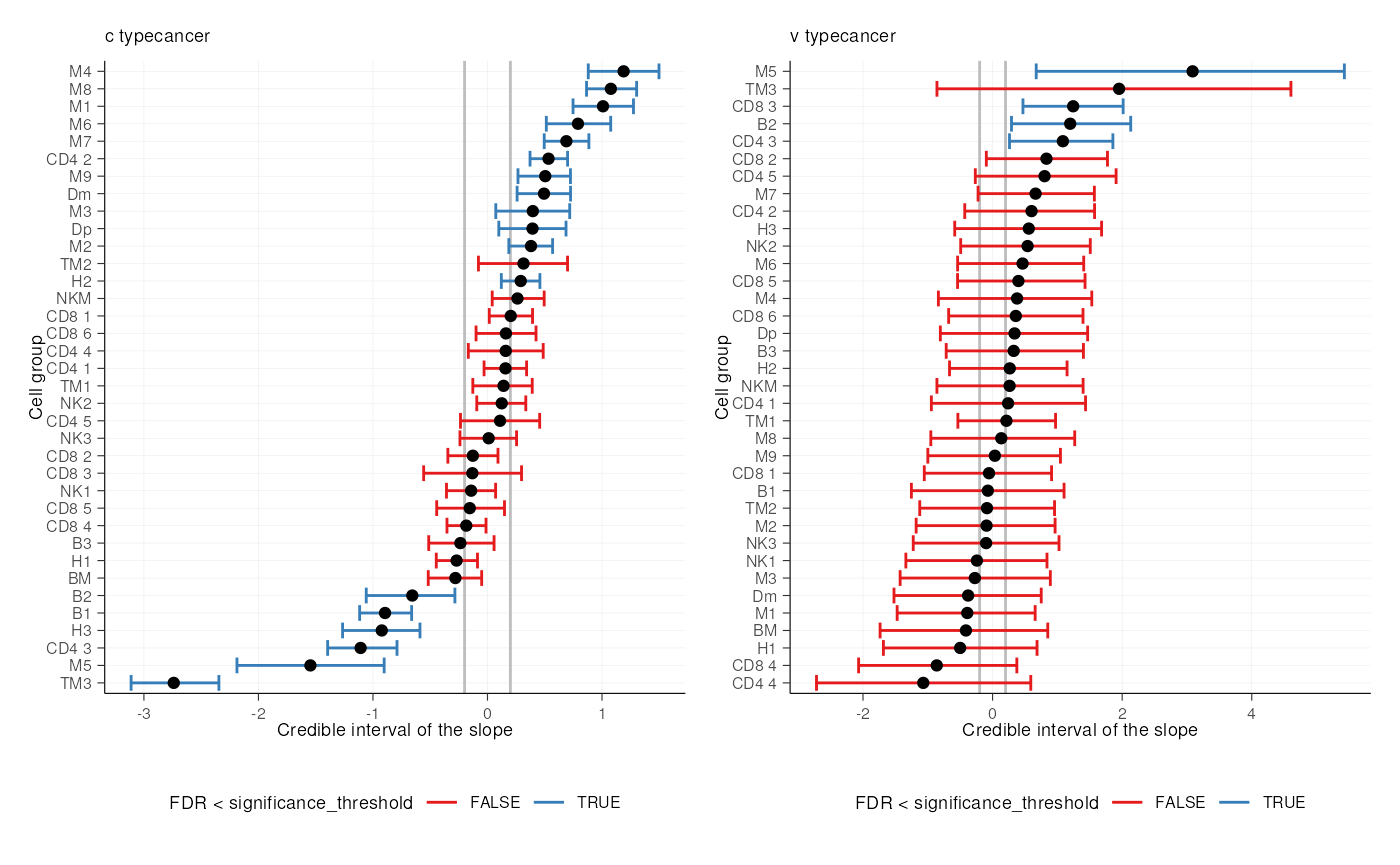 c typecancer
M4
M8
M1
M6
M7
CD4 2
M9
Dm
M3
Dp
M2
TM2
H2
NKM
CD8 1
CD8 6
CD4 4
CD4 1
TM1
NK2
CD4 5
NK3
CD8 2
CD8 3
NK1
CD8 5
CD8 4
B3
H1
BM
B2
B1
H3
CD4 3
M5
TM3
Cell group
-3 -2 -1 0 1
Credible interval of the slope
FDR < significance_threshold FALSE TRUE
v typecancer
M5
TM3
CD8 3
B2
CD4 3
CD8 2
CD4 5
M7
CD4 2
H3
NK2
M6
CD8 5
M4
CD8 6
Dp
B3
H2
NKM
CD4 1
TM1
M8
M9
CD8 1
B1
TM2
M2
NK3
NK1
M3
Dm
M1
BM
H1
CD8 4
CD4 4
Cell group
-2 0 2 4
Credible interval of the slope
FDR < significance_threshold FALSE TRUE